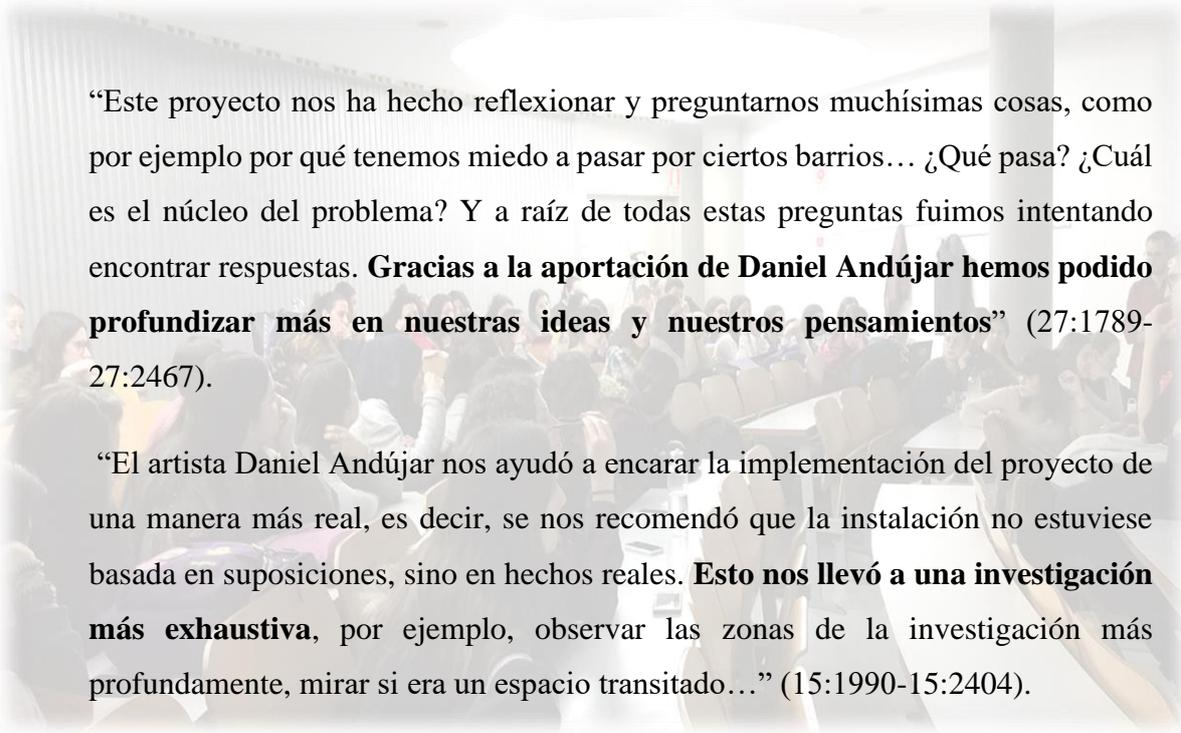 “Este proyecto nos ha hecho reflexionar y preguntarnos muchísimas cosas, como
por ejemplo por qué tenemos miedo a pasar por ciertos barrios… ¿Qué pasa? ¿Cuál
es el núcleo del problema? Y a raíz de todas estas preguntas fuimos intentando
encontrar respuestas. Gracias a la aportación de Daniel Andújar hemos podido
profundizar más en nuestras ideas y nuestros pensamientos” (27:1789-
27:2467).
“El artista Daniel Andújar nos ayudó a encarar la implementación del proyecto de
una manera más real, es decir, se nos recomendó que la instalación no estuviese
basada en suposiciones, sino en hechos reales. Esto nos llevó a una investigación
más exhaustiva, por ejemplo, observar las zonas de la investigación más
profundamente, mirar si era un espacio transitado…” (15:1990-15:2404).